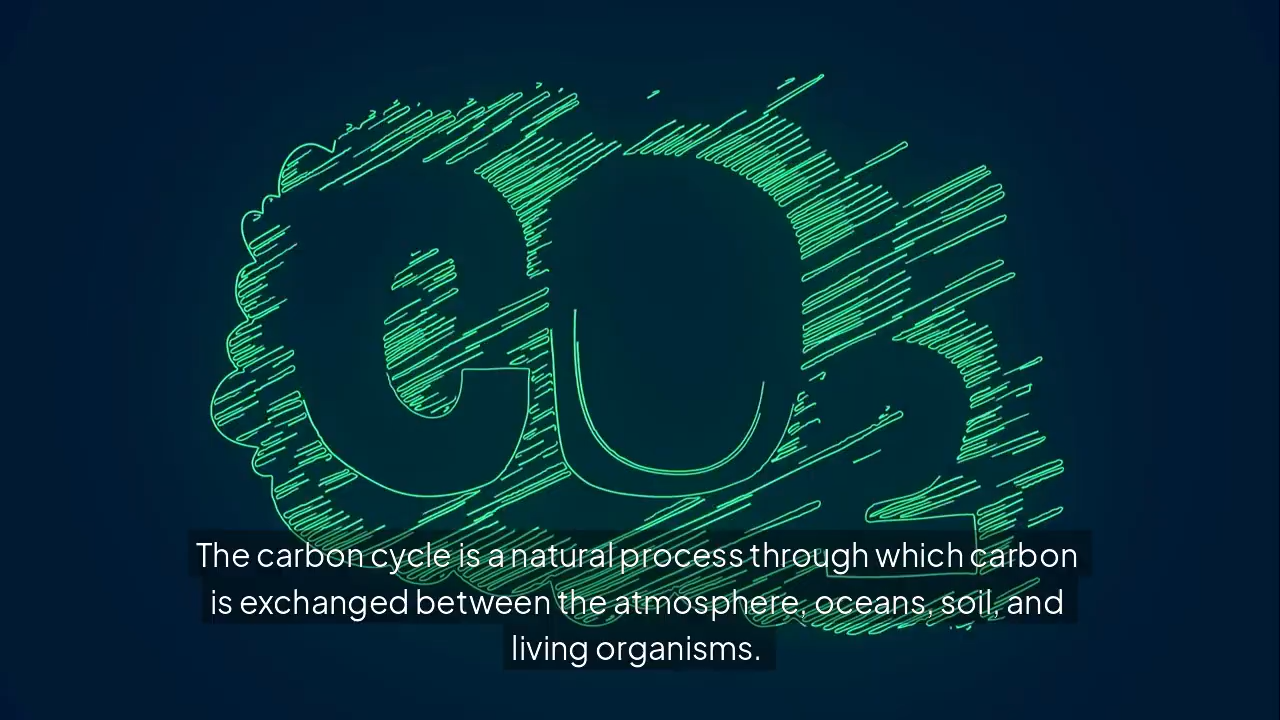 CO2
The carbon cycle is a natural process through which carbon
is exchanged between the atmosphere, oceans, soil, and
living organisms.